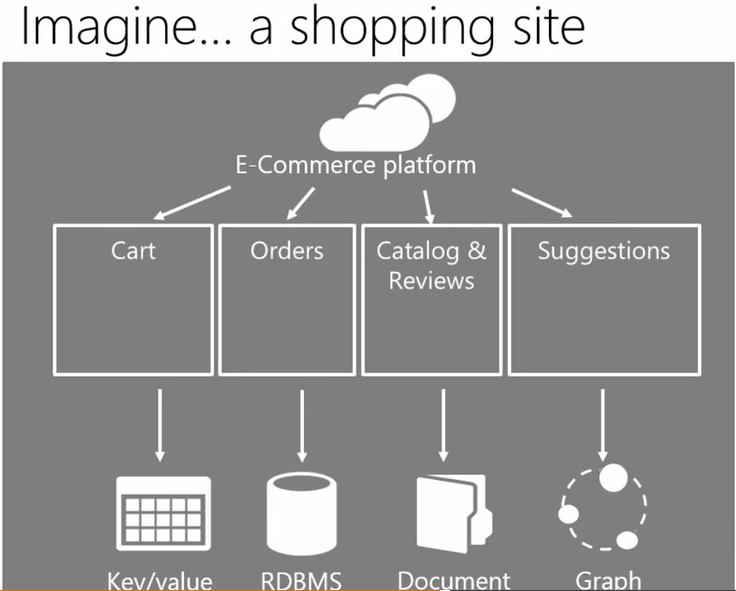 Imagine... a shopping site
E-Commerce platform
Cart
Orders
Catalog &
Reviews
Suggestions
Key/value
RDBMS
Document
Graph